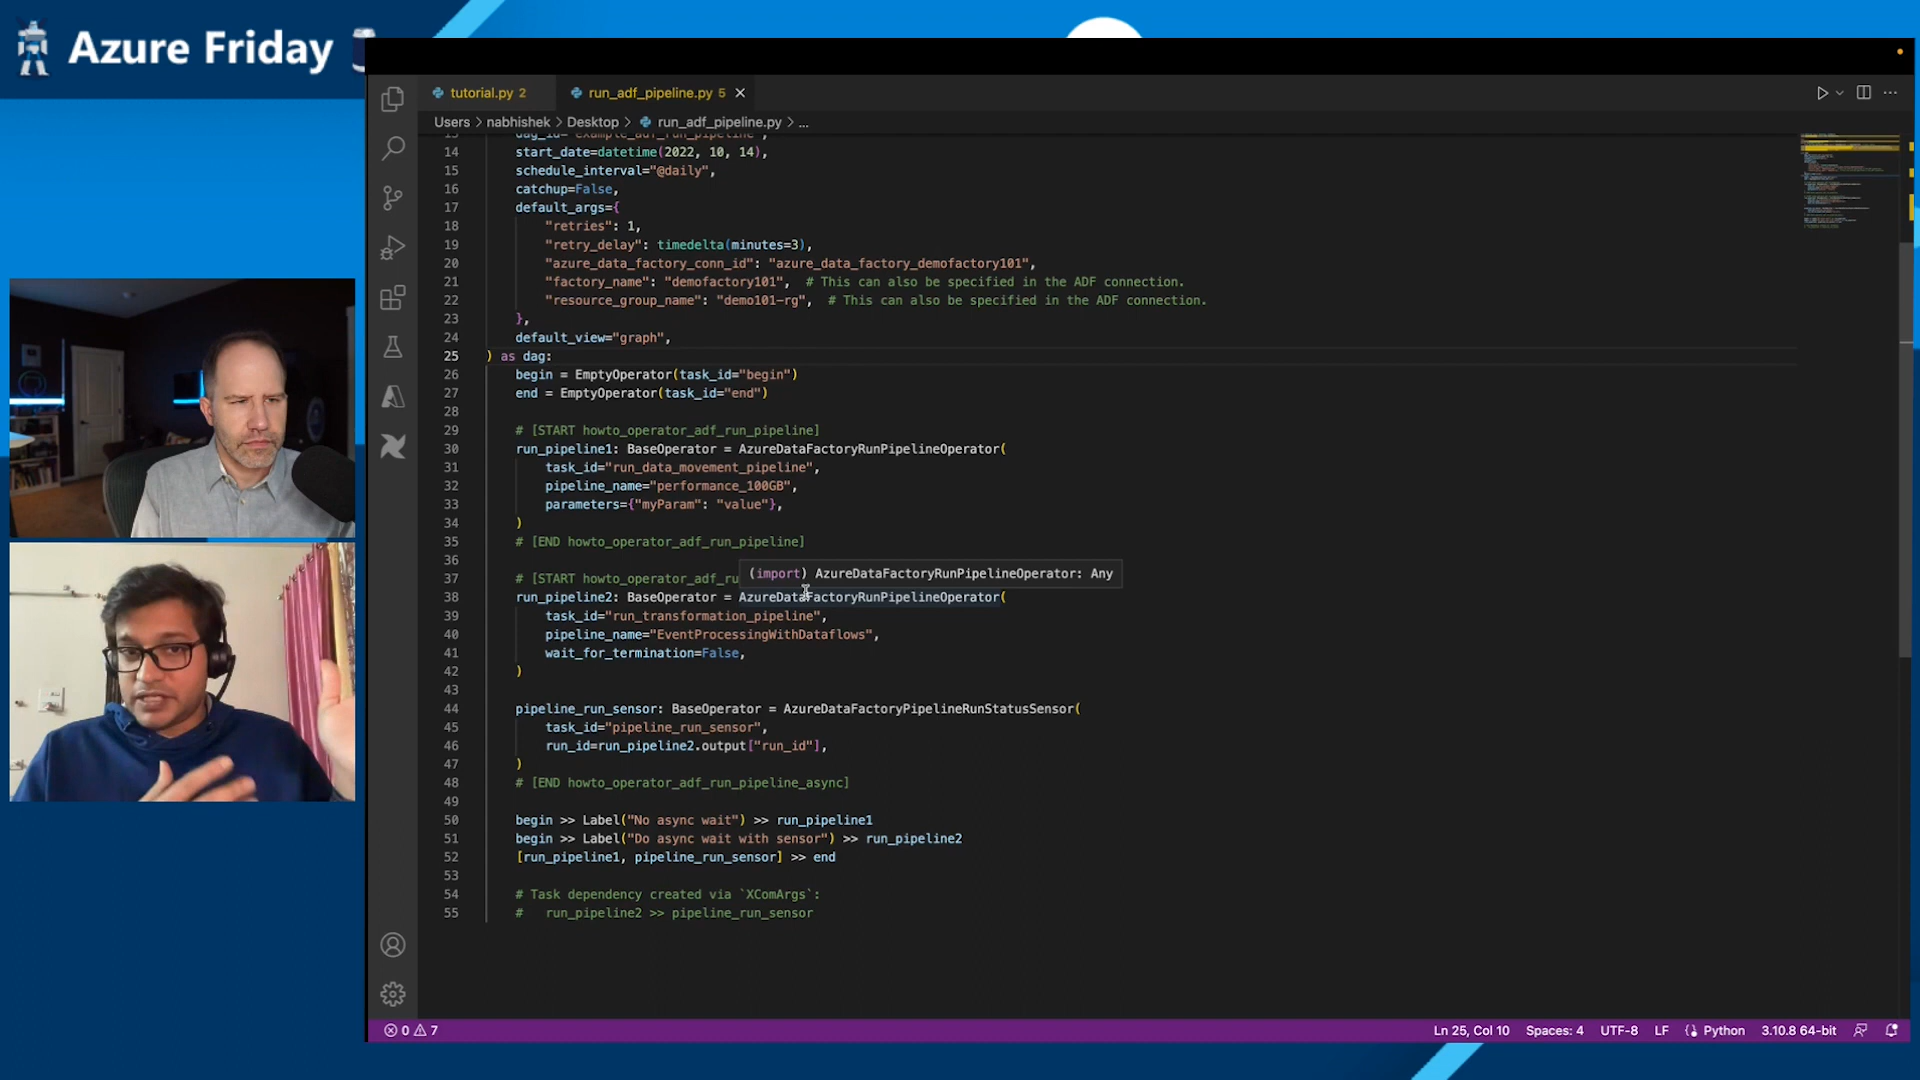 Azure Friday
tutorial.py 2
run_adf_pipeline.py 5
Users > nabhishek > Desktop > run_adf_pipeline.py > ...
13 dag_id="example_adf_run_pipeline",
14 start_date=datetime(2022, 10, 14),
15 schedule_interval="@daily",
16 catchup=False,
17 default_args={
18 "retries": 1,
19 "retry_delay": timedelta(minutes=3),
20 "azure_data_factory_conn_id": "azure_data_factory_demofactory101",
21 "factory_name": "demofactory101", # This can also be specified in the ADF connection.
22 "resource_group_name": "demo101-rg", # This can also be specified in the ADF connection.
23 },
24 default_view="graph",
25 ) as dag:
26 begin = EmptyOperator(task_id="begin")
27 end = EmptyOperator(task_id="end")
28
29 # [START howto_operator_adf_run_pipeline]
30 run_pipeline1: BaseOperator = AzureDataFactoryRunPipelineOperator(
31 task_id="run_data_movement_pipeline",
32 pipeline_name="performance_100GB",
33 parameters={"myParam": "value"},
34 )
35 # [END howto_operator_adf_run_pipeline]
36
(import) AzureDataFactoryRunPipelineOperator: Any
37 # [START howto_operator_adf_ru
38 run_pipeline2: BaseOperator = AzureDataFactoryRunPipelineOperator(
39 task_id="run_transformation_pipeline",
40 pipeline_name="EventProcessingWithDataflows",
41 wait_for_termination=False,
42 )
43
44 pipeline_run_sensor: BaseOperator = AzureDataFactoryPipelineRunStatusSensor(
45 task_id="pipeline_run_sensor",
46 run_id=run_pipeline2.output["run_id"],
47 )
48 # [END howto_operator_adf_run_pipeline_async]
49
50 begin >> Label("No async wait") >> run_pipeline1
51 begin >> Label("Do async wait with sensor") >> run_pipeline2
52 [run_pipeline1, pipeline_run_sensor] >> end
53
54 # Task dependency created via `XComArgs`:
55 # run_pipeline2 >> pipeline_run_sensor
0 7 Ln 25, Col 10 Spaces: 4 UTF-8 LF Python 3.10.8 64-bit